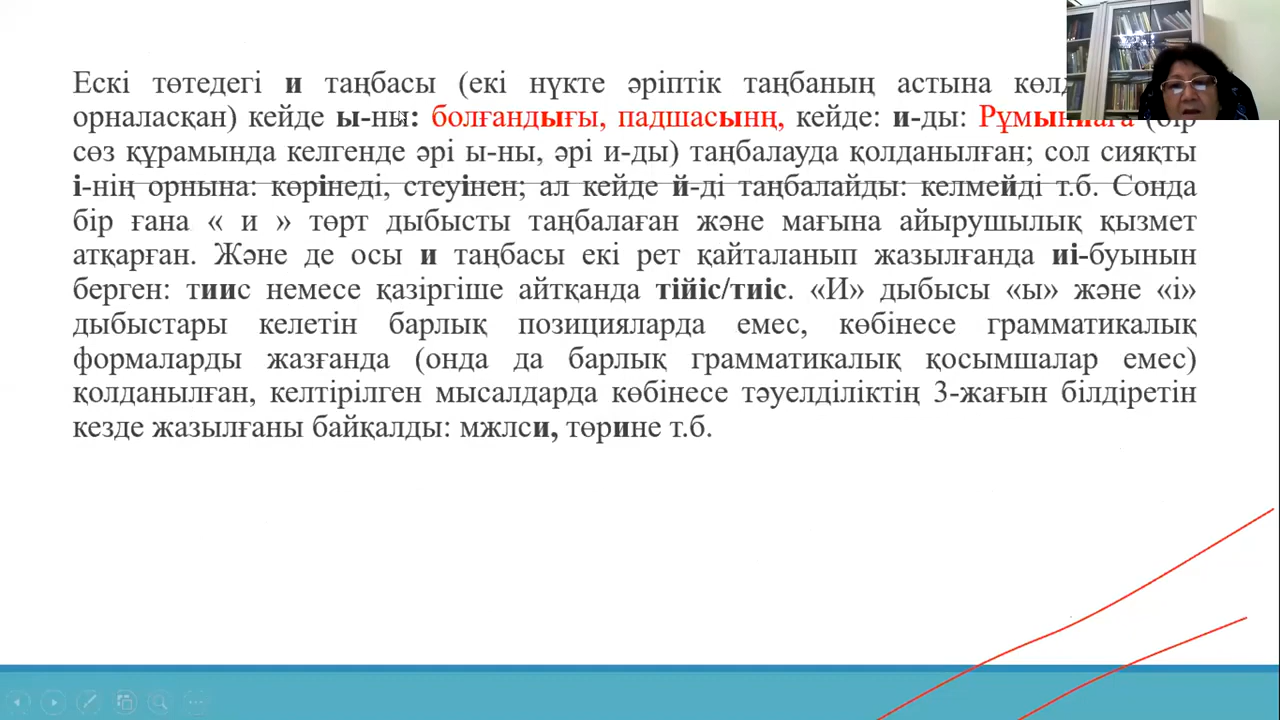 Ескі төтедегі и таңбасы (екі нүкте әріптік таңбаның астына
орналасқан) кейде ы-ны: болғандығы, падшасынң, кейде: и-ды:
сөз құрамында келгенде әрі ы-ны, әрі и-ды) таңбалауда қолданылған; сол сияқты
і-нің орнына: көрінеді, стеуінен; ал кейде й-ді таңбалайды: келмейді т.б. Сонда
бір ғана « и » төрт дыбысты таңбалаған және мағына айырушылық қызмет
атқарған. Және де осы и таңбасы екі рет қайталанып жазылғанда иі-буынын
берген: тиис немесе қазіргіше айтқанда тійіс/тиіс. «И» дыбысы «ы» және «і»
дыбыстары келетін барлық позицияларда емес, көбінесе грамматикалық
формаларды жазғанда (онда да барлық грамматикалық қосымшалар емес)
қолданылған, келтірілген мысалдарда көбінесе тәуелділіктің 3-жағын білдіретін
кезде жазылғаны байқалды: мжлси, төрине т.б.